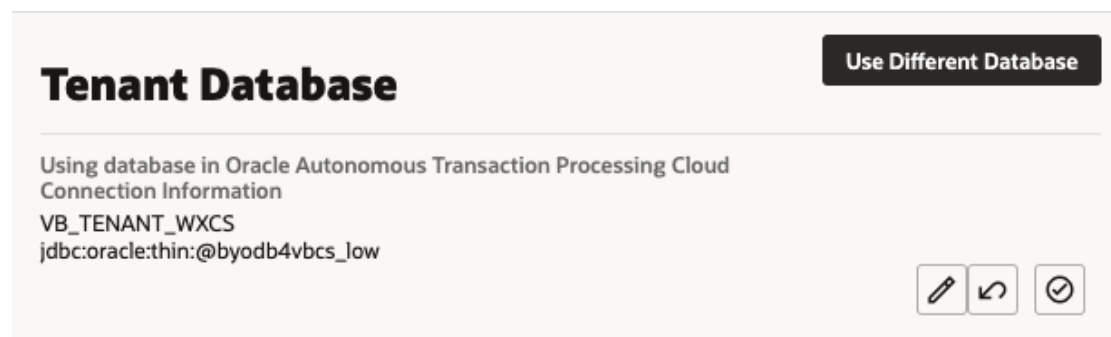 Tenant Database
Use Different Database
Using database in Oracle Autonomous Transaction Processing Cloud
Connection Information
VB_TENANT_WXCS
jdbc:oracle:thin:@byodb4vbcs_low